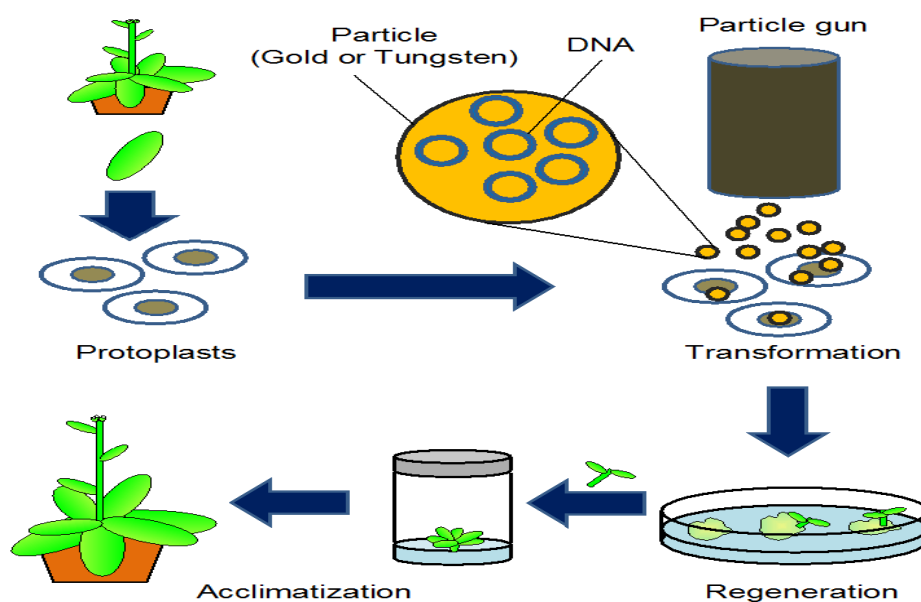 Particle
(Gold or Tungsten)
DNA
Particle gun
Protoplasts
Transformation
Acclimatization
Regeneration